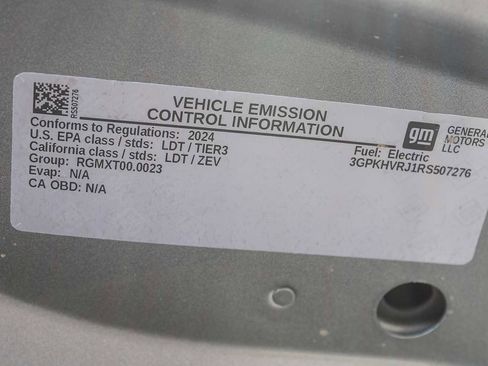 RS507276
VEHICLE EMISSION
CONTROL INFORMATION
Conforms to Regulations: 2024
U.S. EPA class / stds: LDT / TIER3
California class / stds: LDT / ZEV
Group: RGMXT00.0023
Evap: N/A
CA OBD: N/A
gm
GENERAL
MOTORS
LLC
Fuel: Electric
3GPKHVRJ1RS507276